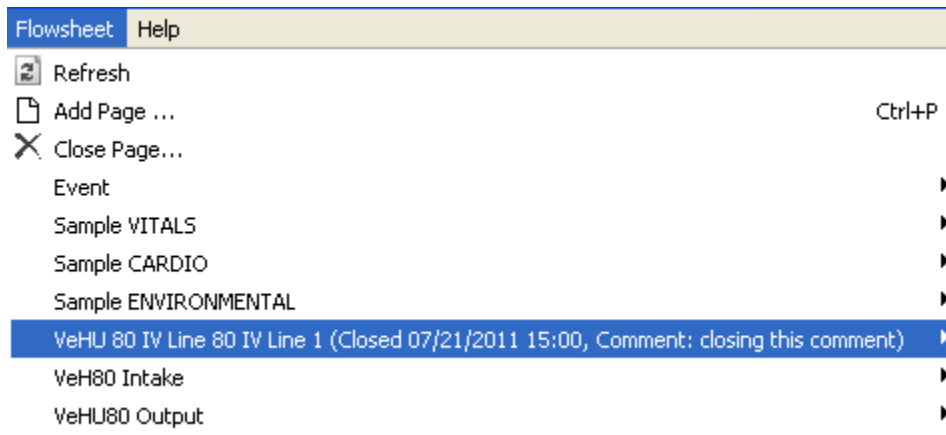 Flowsheet Help
Refresh
Add Page ... Ctrl+P
Close Page...
Event
Sample VITALS
Sample CARDIO
Sample ENVIRONMENTAL
VeHU 80 IV Line 80 IV Line 1 (Closed 07/21/2011 15:00, Comment: closing this comment)
VeH80 Intake
VeHU80 Output